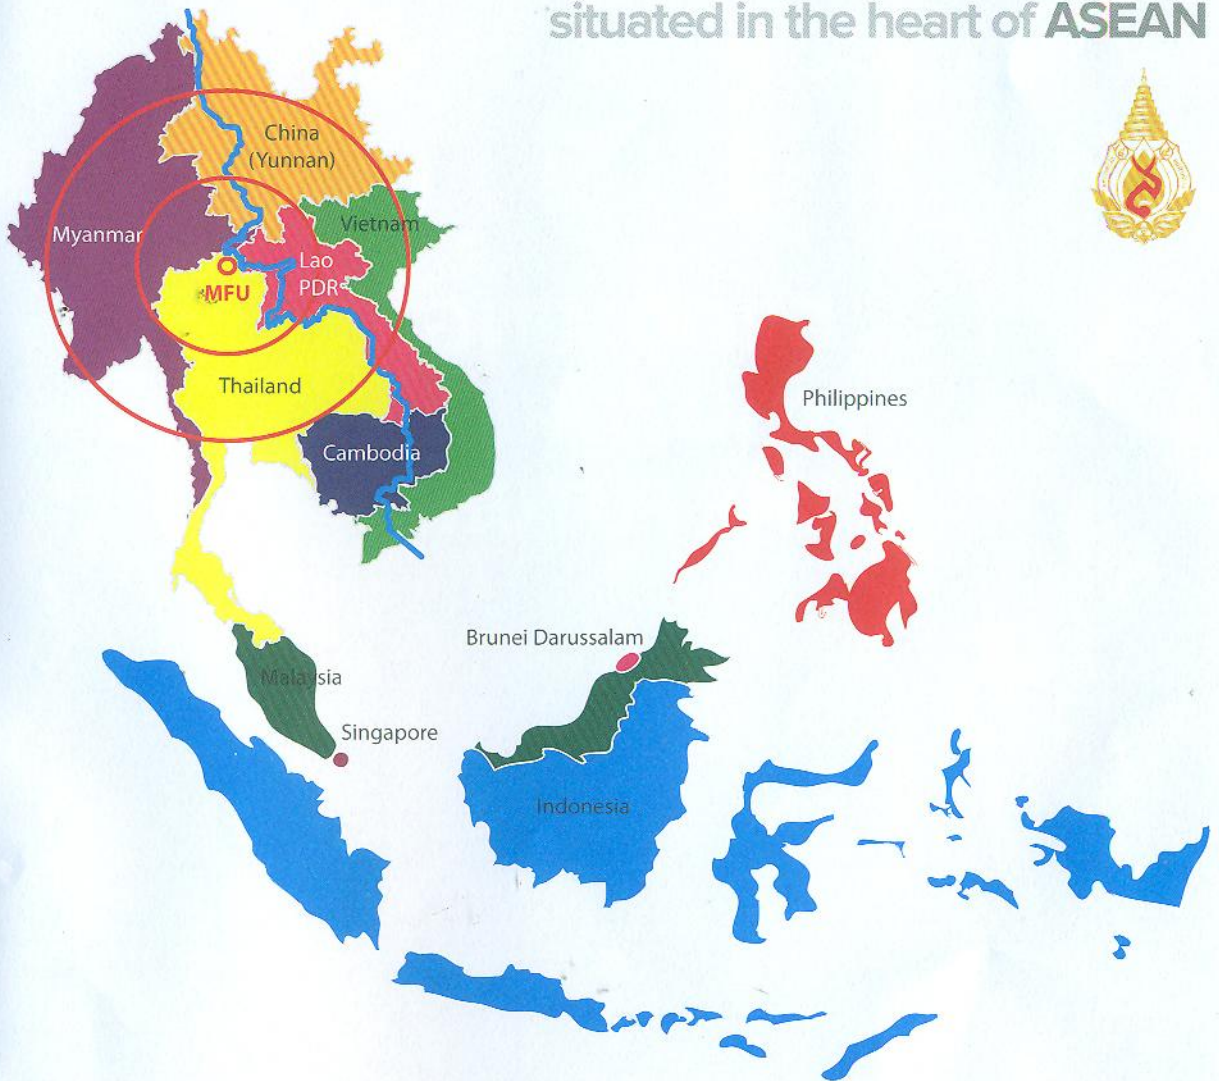 situated in the heart of ASEAN
China
(Yunnan)
Vietnam
Myanmar
Lao
PDR
MFU
Thailand
Philippines
Cambodia
Brunei Darussalam
Malaysia
Singapore
Indonesia